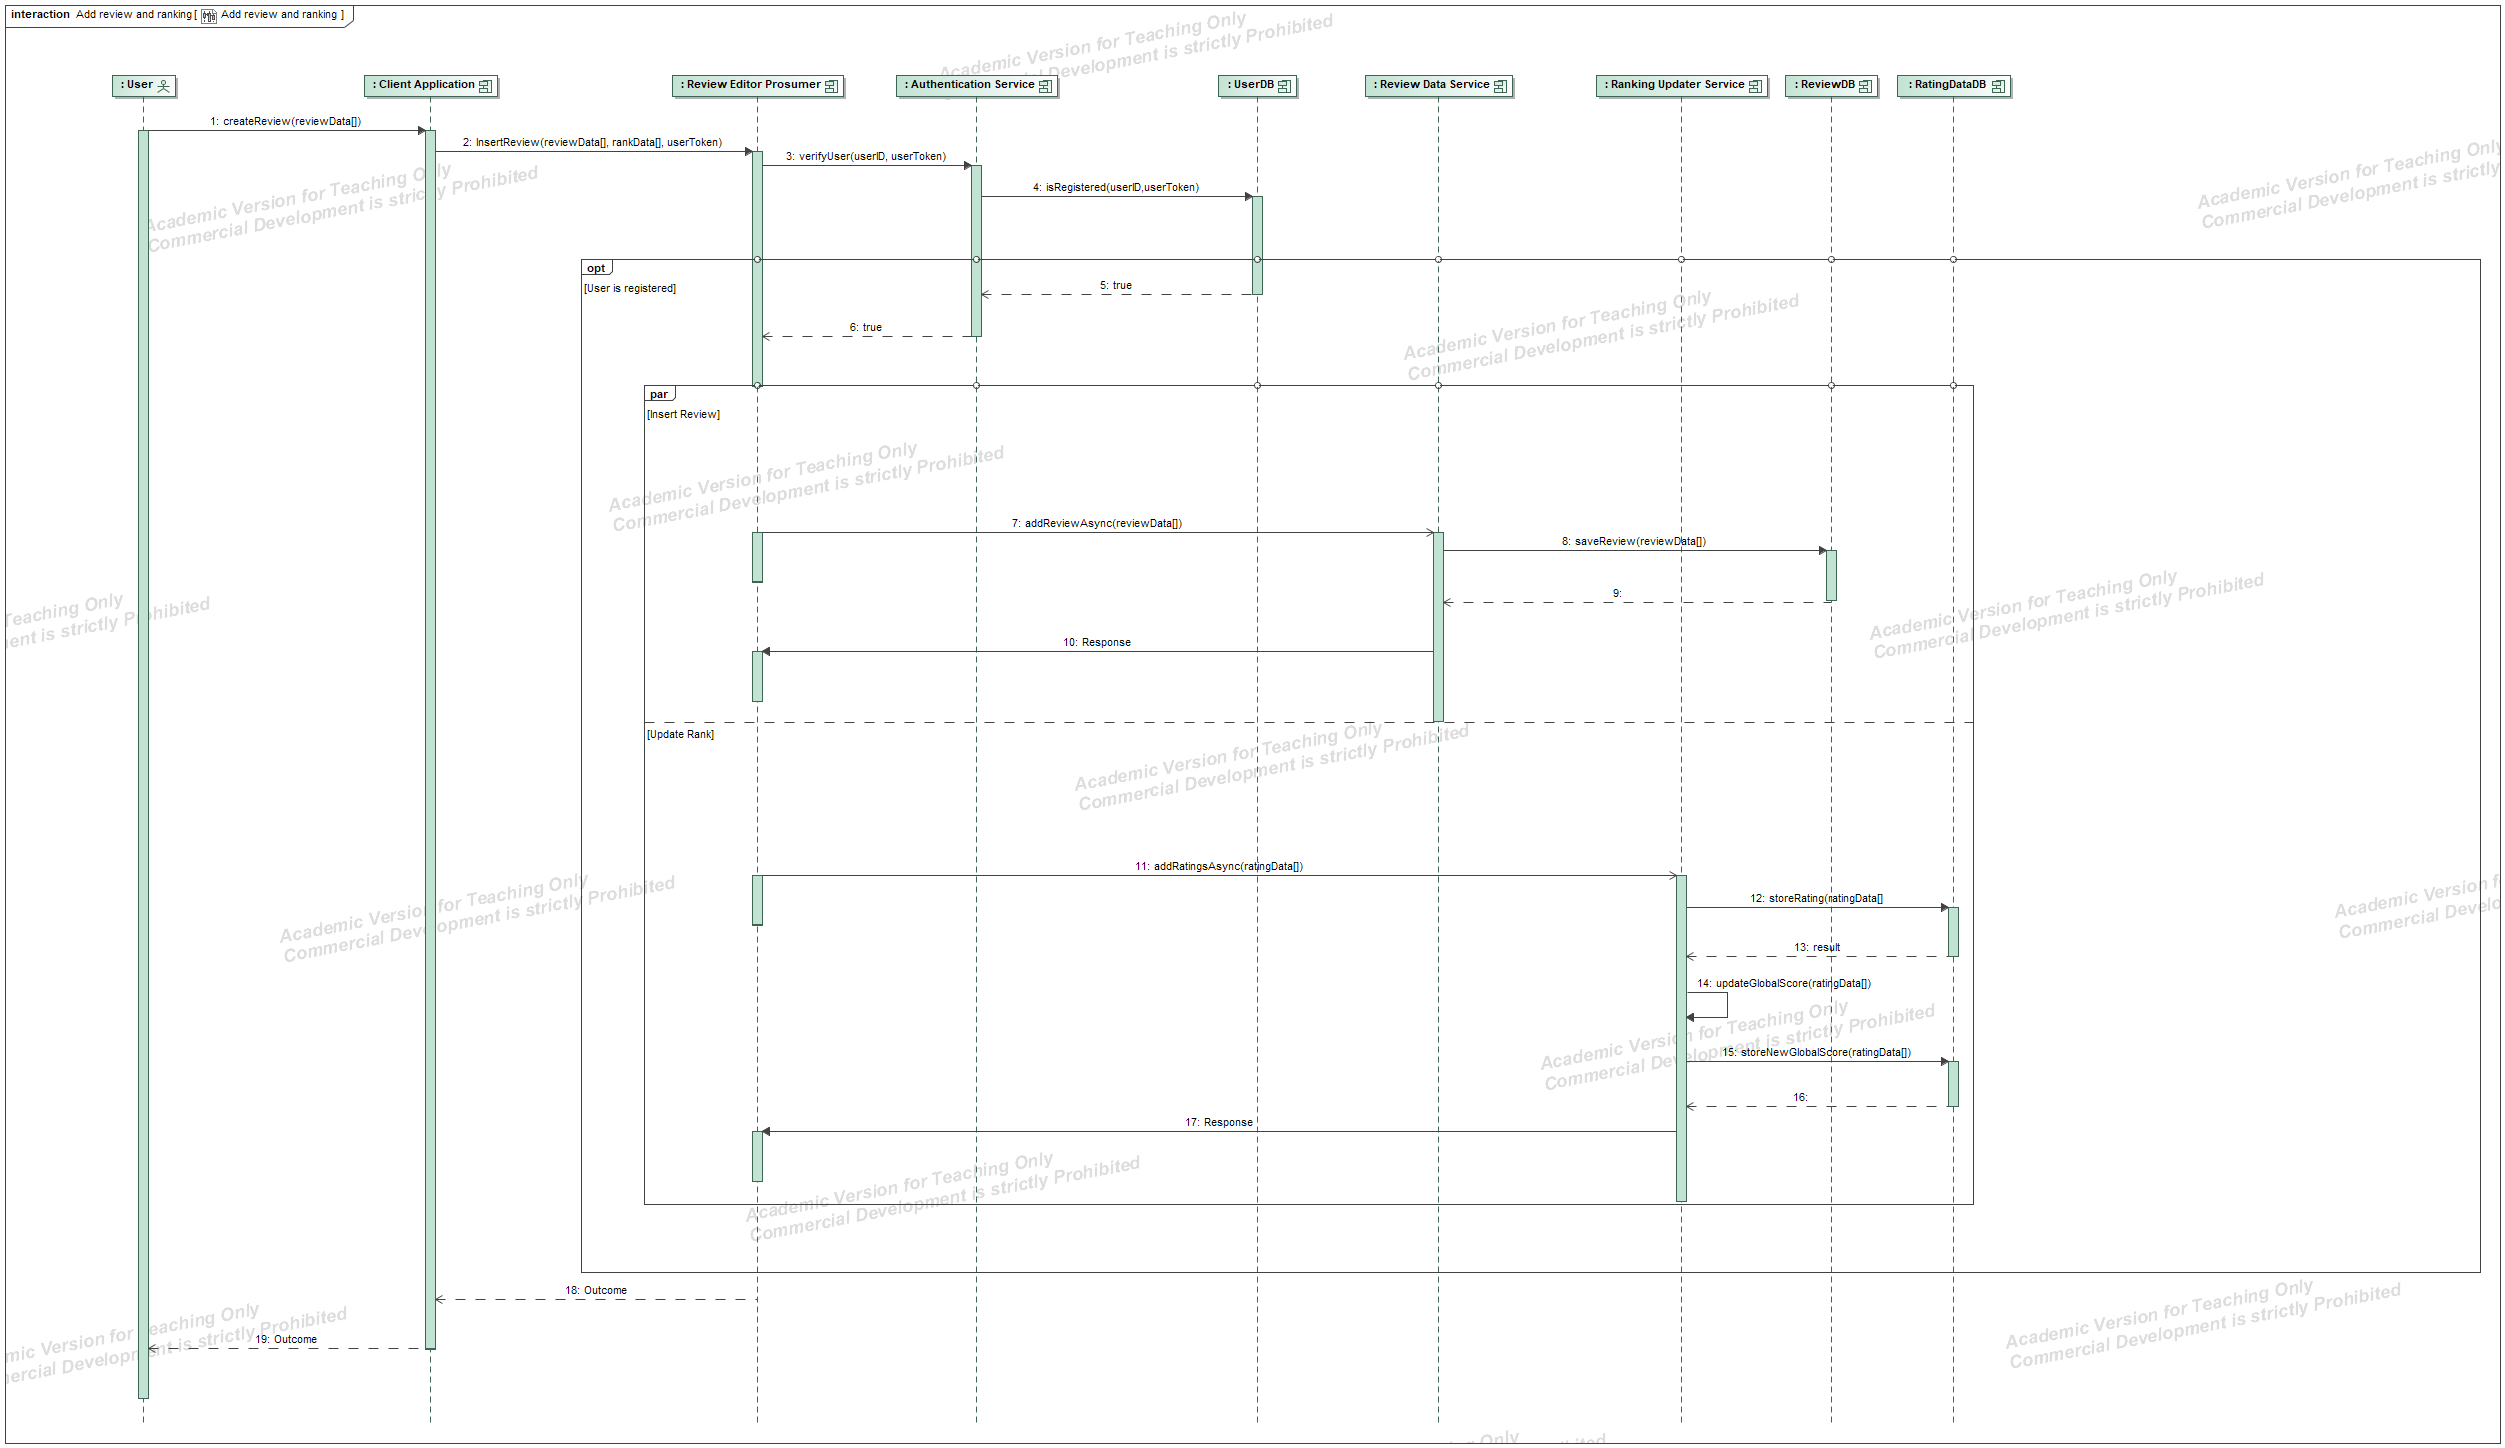 interaction Add review and ranking [ Add review and ranking ]
: User
: Client Application
: Review Editor Prosumer
: Authentication Service
: UserDB
: Review Data Service
: Ranking Updater Service
: ReviewDB
: RatingDataDB
1: createReview(reviewData[])
2: InsertReview(reviewData[], rankData[], userToken)
3: verifyUser(userID, userToken)
4: isRegistered(userID,userToken)
opt
[User is registered]
5: true
6: true
par
[Insert Review]
7: addReviewAsync(reviewData[])
8: saveReview(reviewData[])
9:
10: Response
[Update Rank]
11: addRatingsAsync(ratingData[])
12: storeRating(ratingData[]
13: result
14: updateGlobalScore(ratingData[])
15: storeNewGlobalScore(ratingData[])
16:
17: Response
18: Outcome
19: Outcome
Academic Version for Teaching Only
Commercial Development is strictly Prohibited